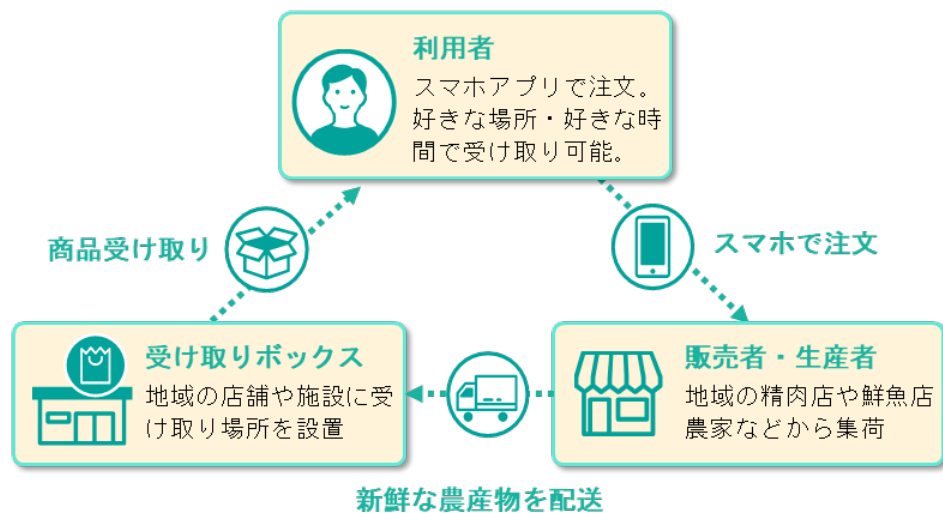 利用者
スマホアプリで注文。
好きな場所・好きな時
間で受け取り可能。
商品受け取り
スマホで注文
受け取りボックス
地域の店舗や施設に受
け取り場所を設置
販売者・生産者
地域の精肉店や鮮魚店
農家などから集荷
新鮮な農産物を配送